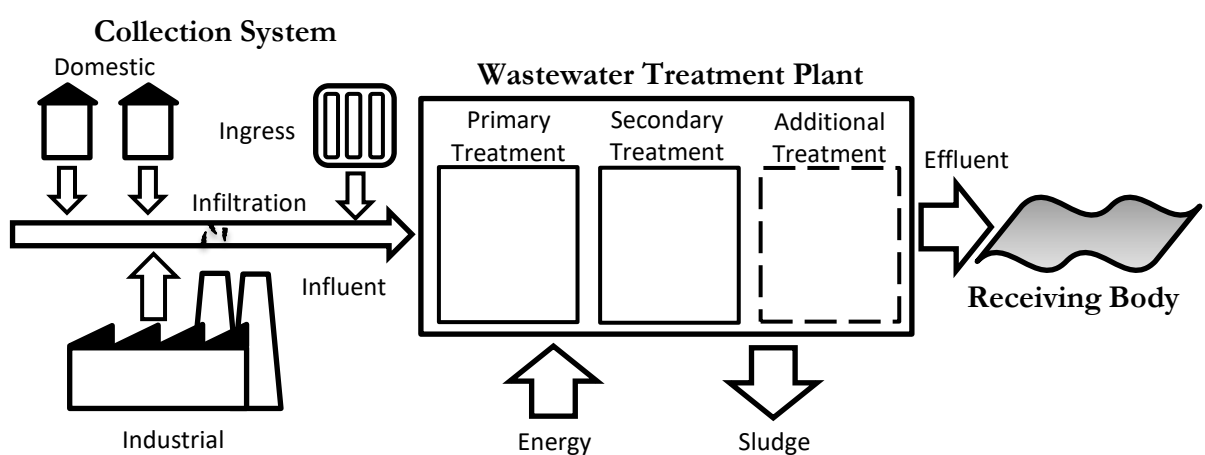 Collection System
Domestic
Ingress
Infiltration
Influent
Industrial
Wastewater Treatment Plant
Primary
Treatment
Secondary
Treatment
Additional
Treatment
Energy
Sludge
Effluent
Receiving Body